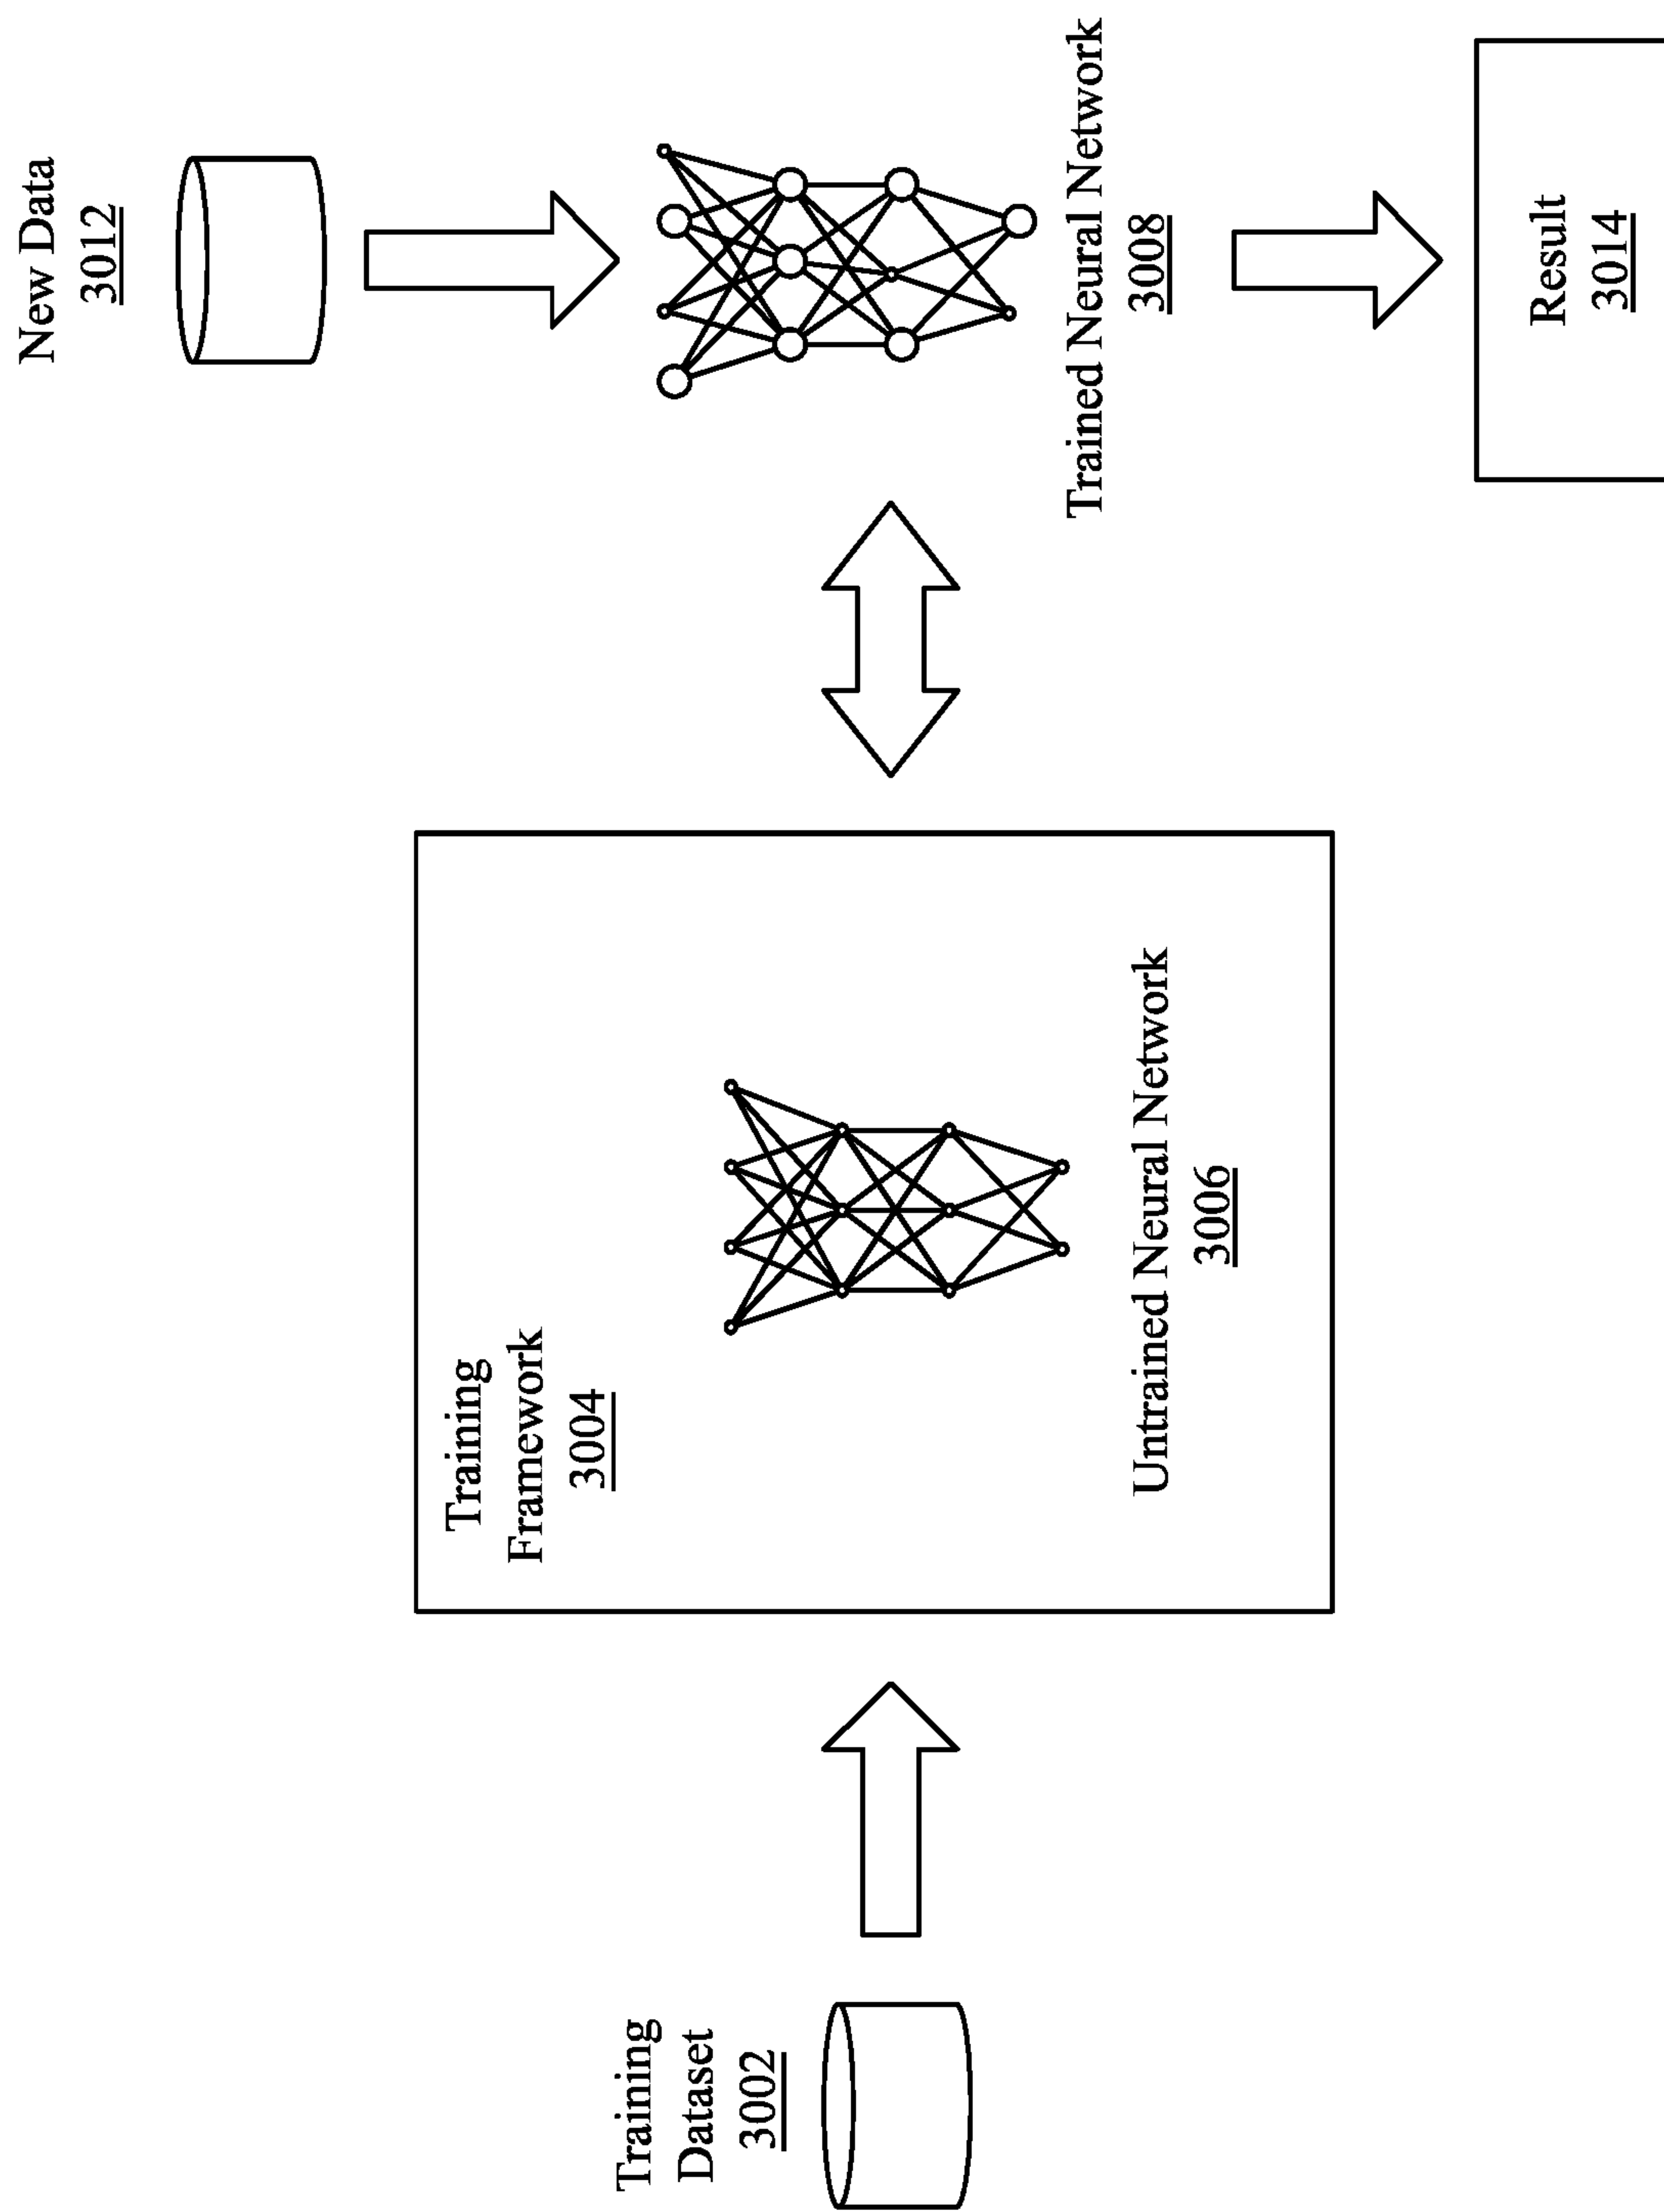 Training
Dataset
3002
Training
Framework
3004
Untrained Neural Network
3006
New Data
3012
Trained Neural Network
3008
Result
3014